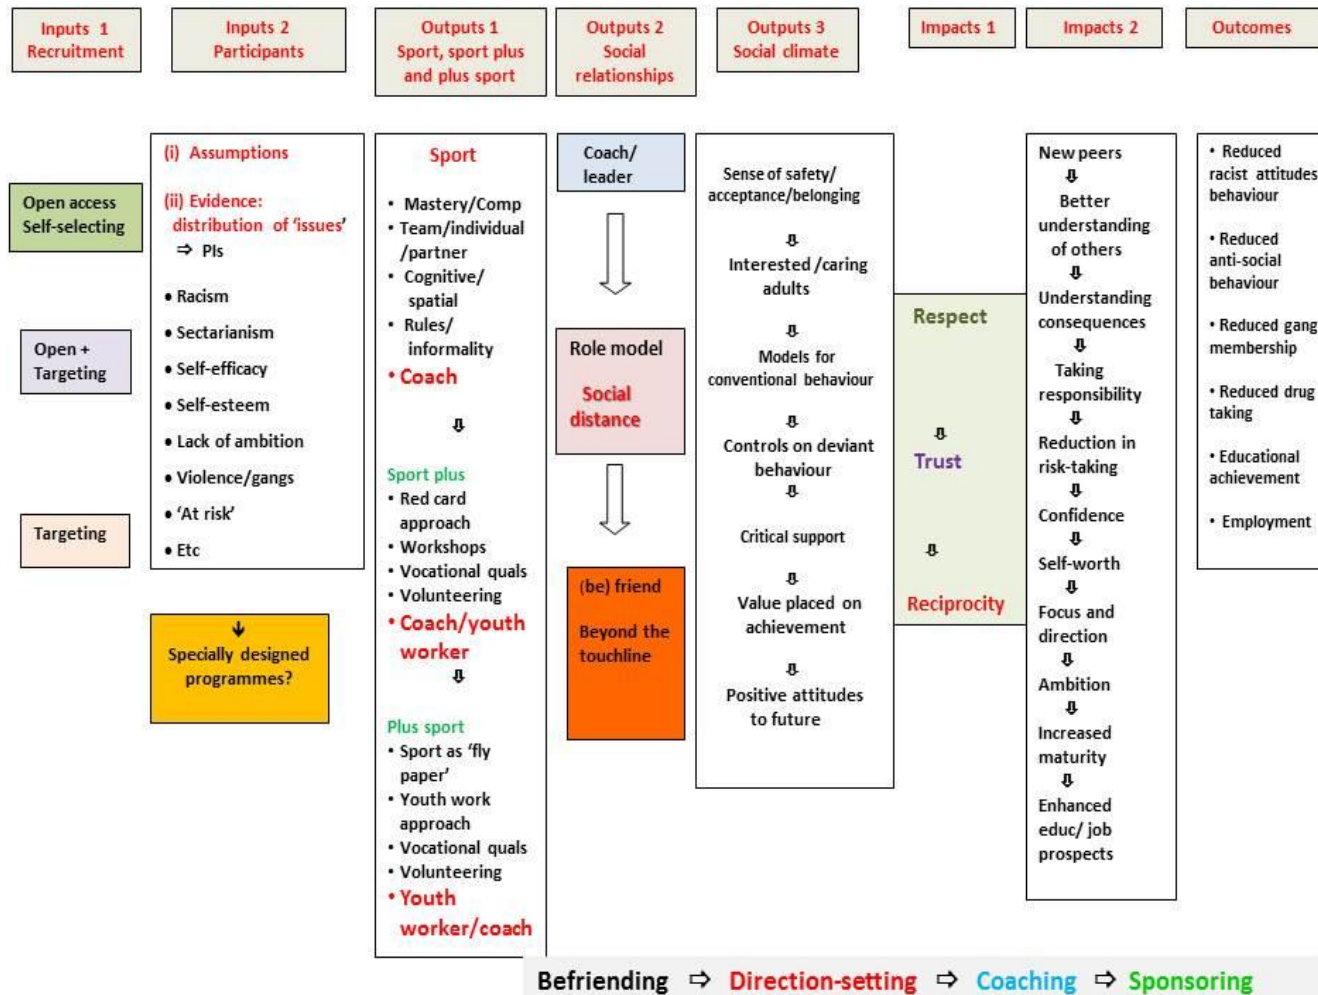 Inputs 1
Recruitment
Inputs 2
Participants
Outputs 1
Sport, sport plus
and plus sport
Outputs 2
Social
relationships
Outputs 3
Social climate
Impacts 1
Impacts 2
Outcomes
Open access
Self-selecting
Open +
Targeting
Targeting
(i) Assumptions
(ii) Evidence:
distribution of ‘issues’
⇨ PIs
• Racism
• Sectarianism
• Self-efficacy
• Self-esteem
• Lack of ambition
• Violence/gangs
• ‘At risk’
• Etc
Specially designed
programmes?
Sport
• Mastery/Comp
• Team/individual
/partner
• Cognitive/
spatial
• Rules/
informality
• Coach
Sport plus
• Red card
approach
• Workshops
• Vocational quals
• Volunteering
• Coach/youth
worker
Plus sport
• Sport as ‘fly
paper’
• Youth work
approach
• Vocational quals
• Volunteering
• Youth
worker/coach
Coach/
leader
Role model
Social
distance
(be) friend
Beyond the
touchline
Sense of safety/
acceptance/belonging
Interested /caring
adults
Models for
conventional behaviour
Controls on deviant
behaviour
Critical support
Value placed on
achievement
Positive attitudes
to future
Respect
Trust
Reciprocity
New peers
Better
understanding
of others
Understanding
consequences
Taking
responsibility
Reduction in
risk-taking
Confidence
Self-worth
Focus and
direction
Ambition
Increased
maturity
Enhanced
educ/ job
prospects
• Reduced
racist attitudes
behaviour
• Reduced
anti-social
behaviour
• Reduced gang
membership
• Reduced drug
taking
• Educational
achievement
• Employment
Befriending ⇨ Direction-setting ⇨ Coaching ⇨ Sponsoring